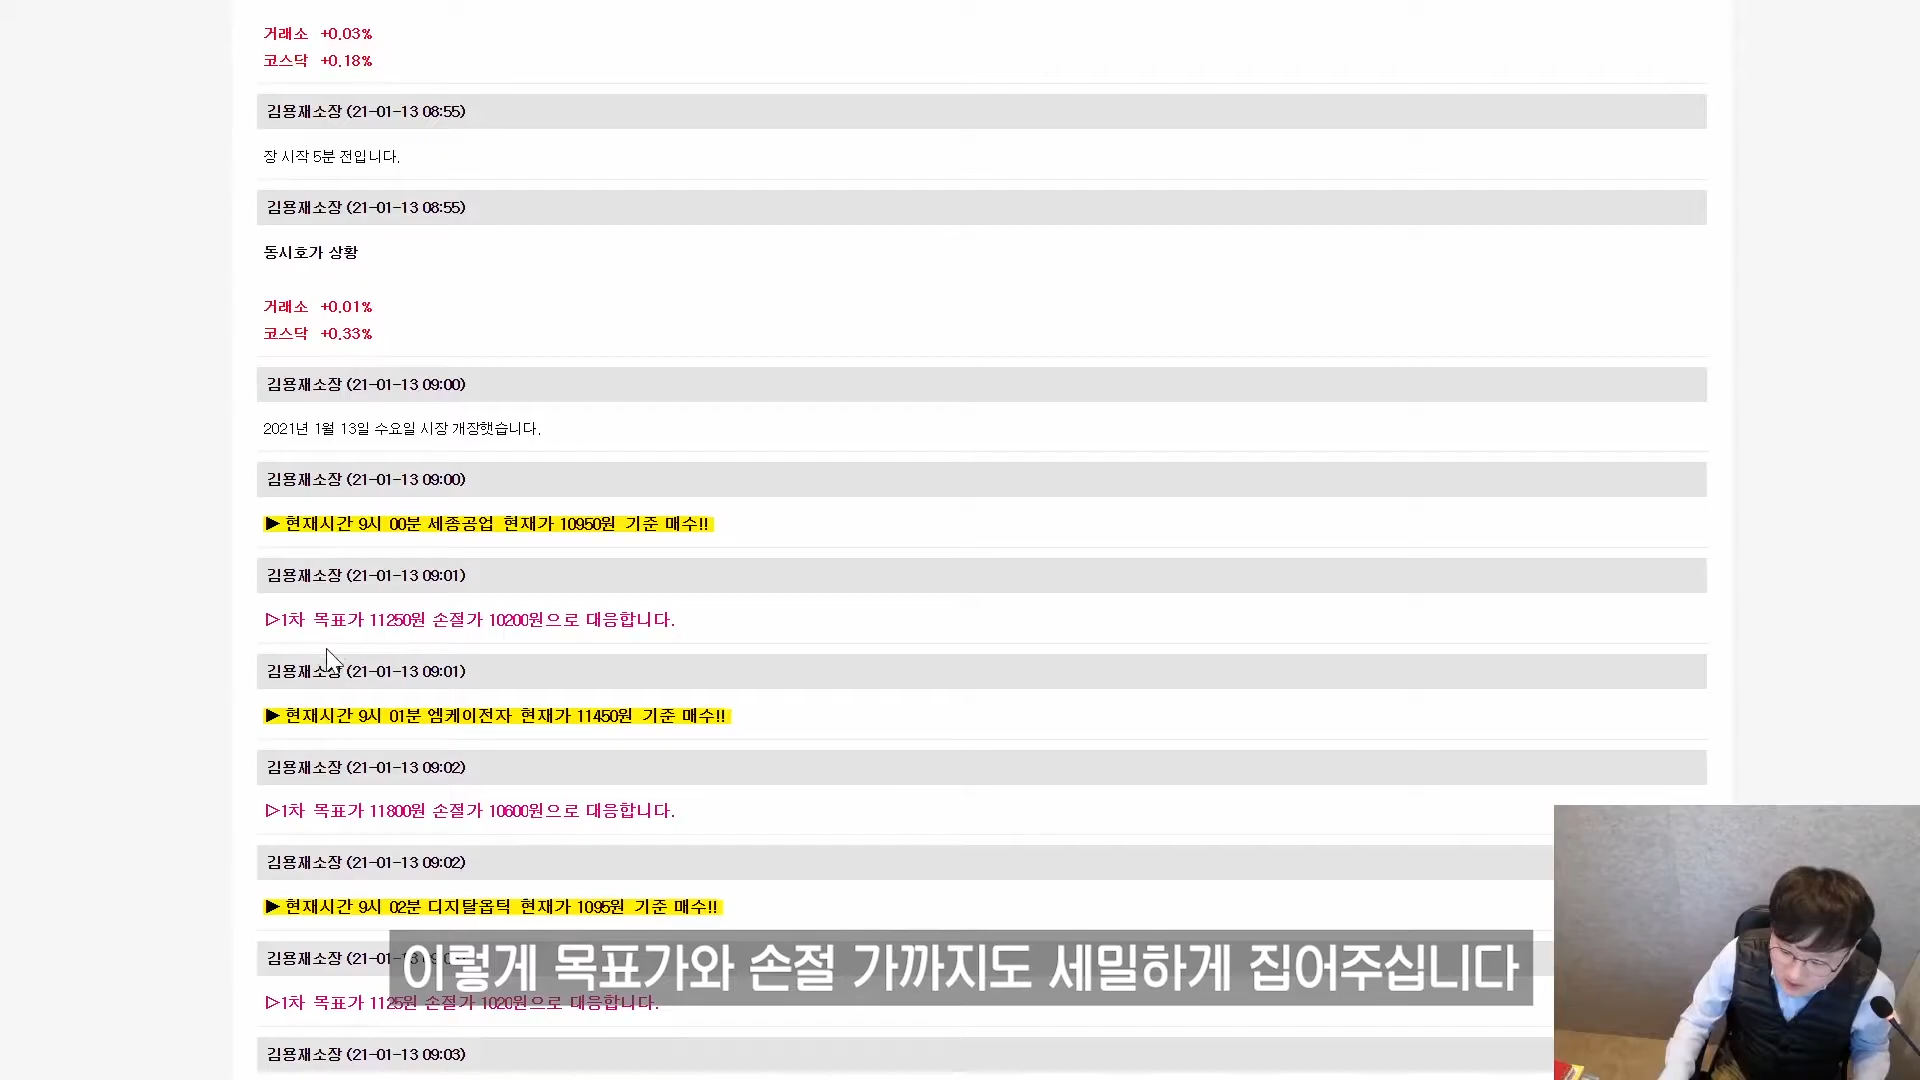 거래소 +0.03%
코스닥 +0.18%
김용재소장 (21-01-13 08:55)
장 시작 5분 전입니다.
김용재소장 (21-01-13 08:55)
동시호가 상황
거래소 +0.01%
코스닥 +0.33%
김용재소장 (21-01-13 09:00)
2021년 1월 13일 수요일 시장 개장했습니다.
김용재소장 (21-01-13 09:00)
▶ 현재시간 9시 00분 세종공업 현재가 10950원 기준 매수!!
김용재소장 (21-01-13 09:01)
▷1차 목표가 11250원 손절가 10200원으로 대응합니다.
김용재소장 (21-01-13 09:01)
▶ 현재시간 9시 01분 엠케이전자 현재가 11450원 기준 매수!!
김용재소장 (21-01-13 09:02)
▷1차 목표가 11800원 손절가 10600원으로 대응합니다.
김용재소장 (21-01-13 09:02)
▶ 현재시간 9시 02분 디지탈옵틱 현재가 1095원 기준 매수!!
김용재소장 (21-01-13
이렇게 목표가와 손절 가까지도 세밀하게 집어주십니다
▷1차 목표가 1125원 손절가 1020원으로 대응합니다.
김용재소장 (21-01-13 09:03)